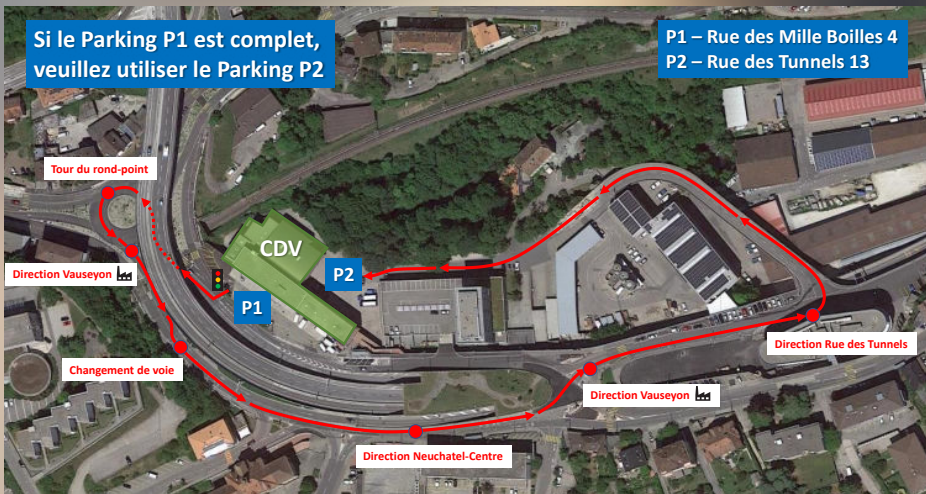 Si le Parking P1 est complet,
veuillez utiliser le Parking P2
P1 – Rue des Mille Boilles 4
P2 – Rue des Tunnels 13
Tour du rond-point
CDV
Direction Vauseyon
P2
P1
Direction Rue des Tunnels
Changement de voie
Direction Vauseyon
Direction Neuchatel-Centre